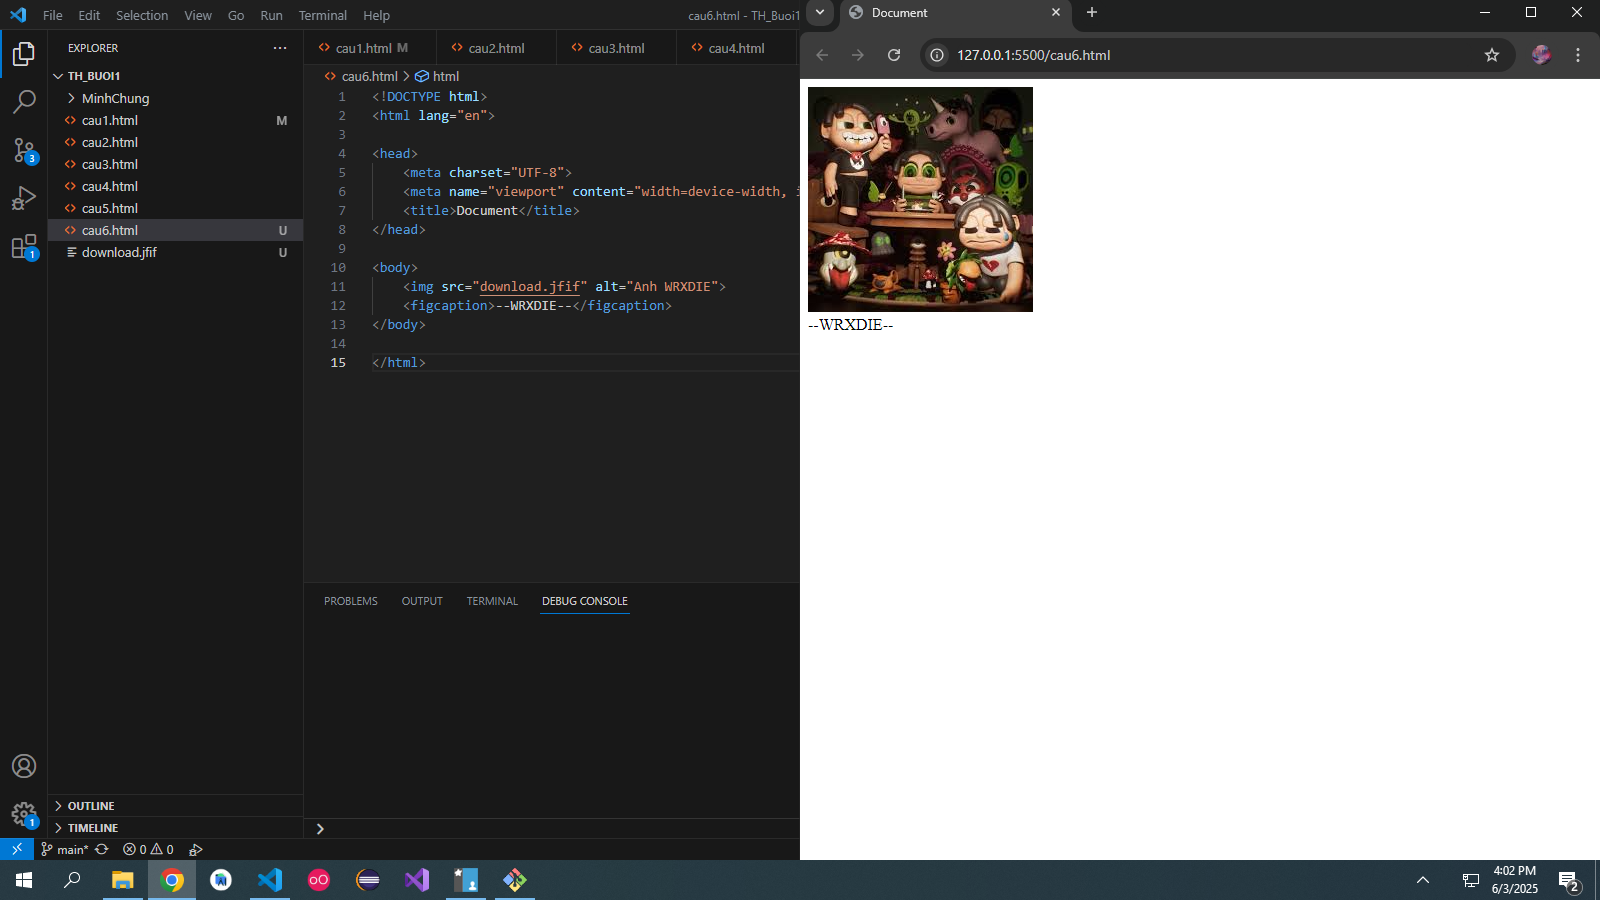 File Edit Selection View Go Run Terminal Help
cau6.html - TH_Buoi1
EXPLORER
TH_BUOI1
MinhChung
cau1.html M
cau2.html
cau3.html
cau4.html
cau5.html
cau6.html U
download.jfif U
OUTLINE
TIMELINE
3
1
1
cau1.html M cau2.html cau3.html cau4.html
cau6.html > html
1 <!DOCTYPE html>
2 <html lang="en">
3
4 <head>
5 <meta charset="UTF-8">
6 <meta name="viewport" content="width=device-width, i
7 <title>Document</title>
8 </head>
9
10 <body>
11 <img src="download.jfif" alt="Anh WRXDIE">
12 <figcaption>--WRXDIE--</figcaption>
13 </body>
14
15 </html>
PROBLEMS OUTPUT TERMINAL DEBUG CONSOLE
main* 0 0
Document
127.0.0.1:5500/cau6.html
--WRXDIE--
4:02 PM
6/3/2025
2